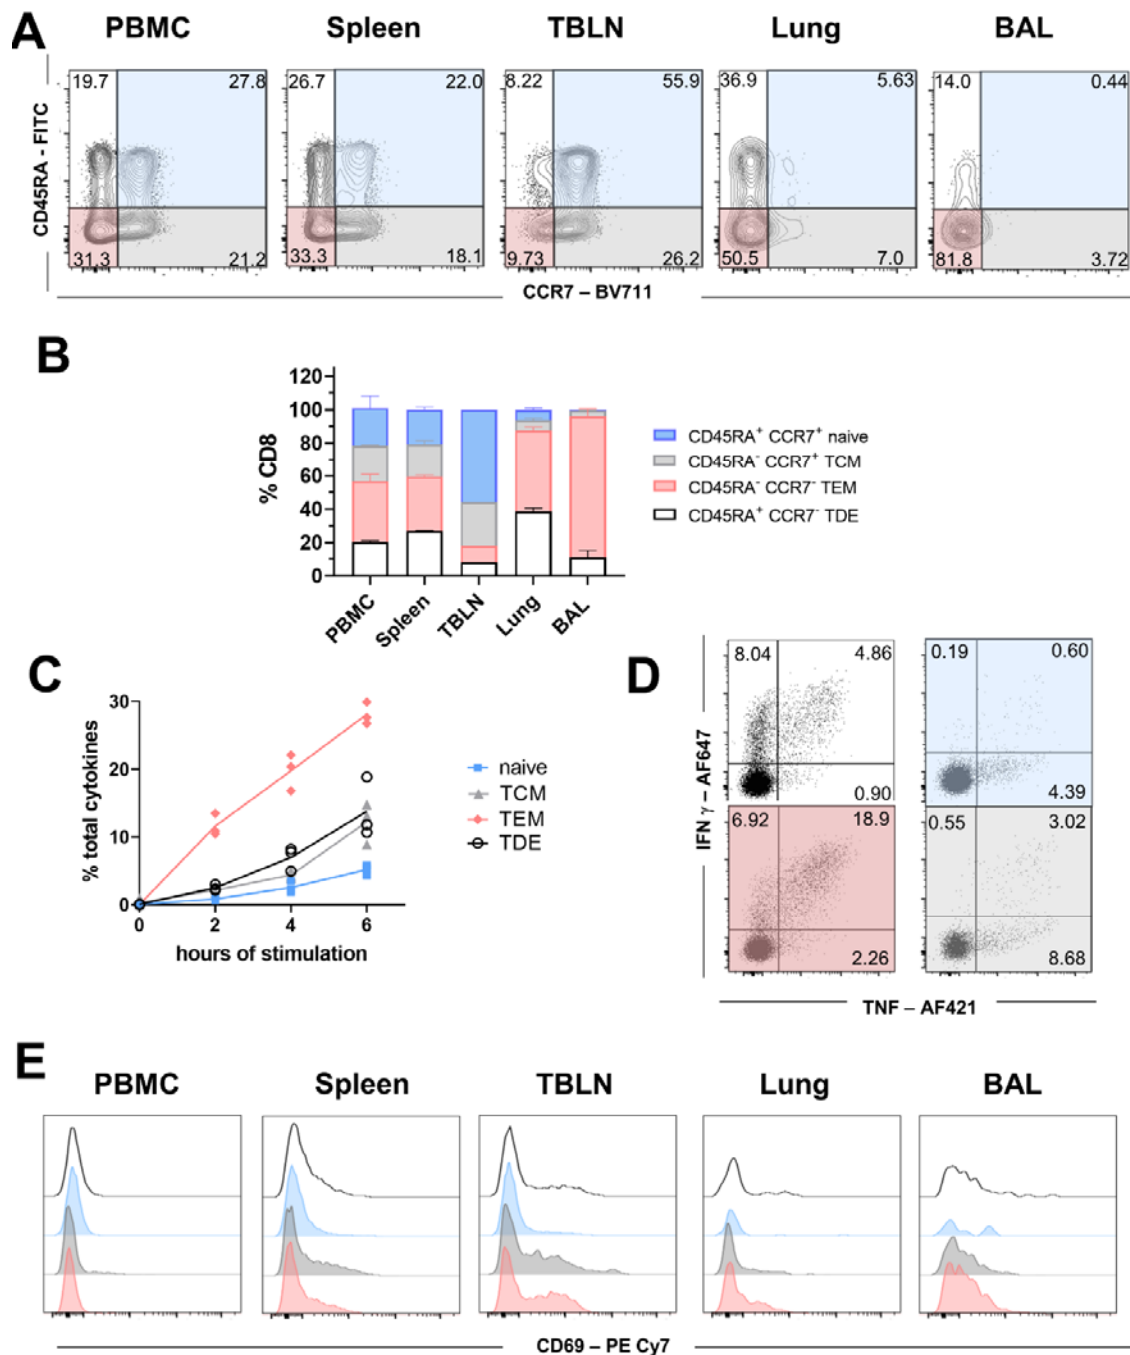 A
PBMC Spleen TBLN Lung BAL
CD45RA - FITC
19.7 27.8 26.7 22.0 8.22 55.9 36.9 5.63 14.0 0.44
31.3 21.2 33.3 18.1 9.73 26.2 50.5 7.0 81.8 3.72
CCR7 – BV711
B
% CD8
120
100
80
60
40
20
0
PBMC Spleen TBLN Lung BAL
CD45RA+ CCR7+ naive
CD45RA- CCR7+ TCM
CD45RA- CCR7- TEM
CD45RA+ CCR7- TDE
C
% total cytokines
30
20
10
0
0 2 4 6
hours of stimulation
naive
TCM
TEM
TDE
D
IFN γ – AF647
8.04 4.86 0.19 0.60
0.90 4.39
6.92 18.9 0.55 3.02
2.26 8.68
TNF – AF421
E
PBMC Spleen TBLN Lung BAL
CD69 – PE Cy7